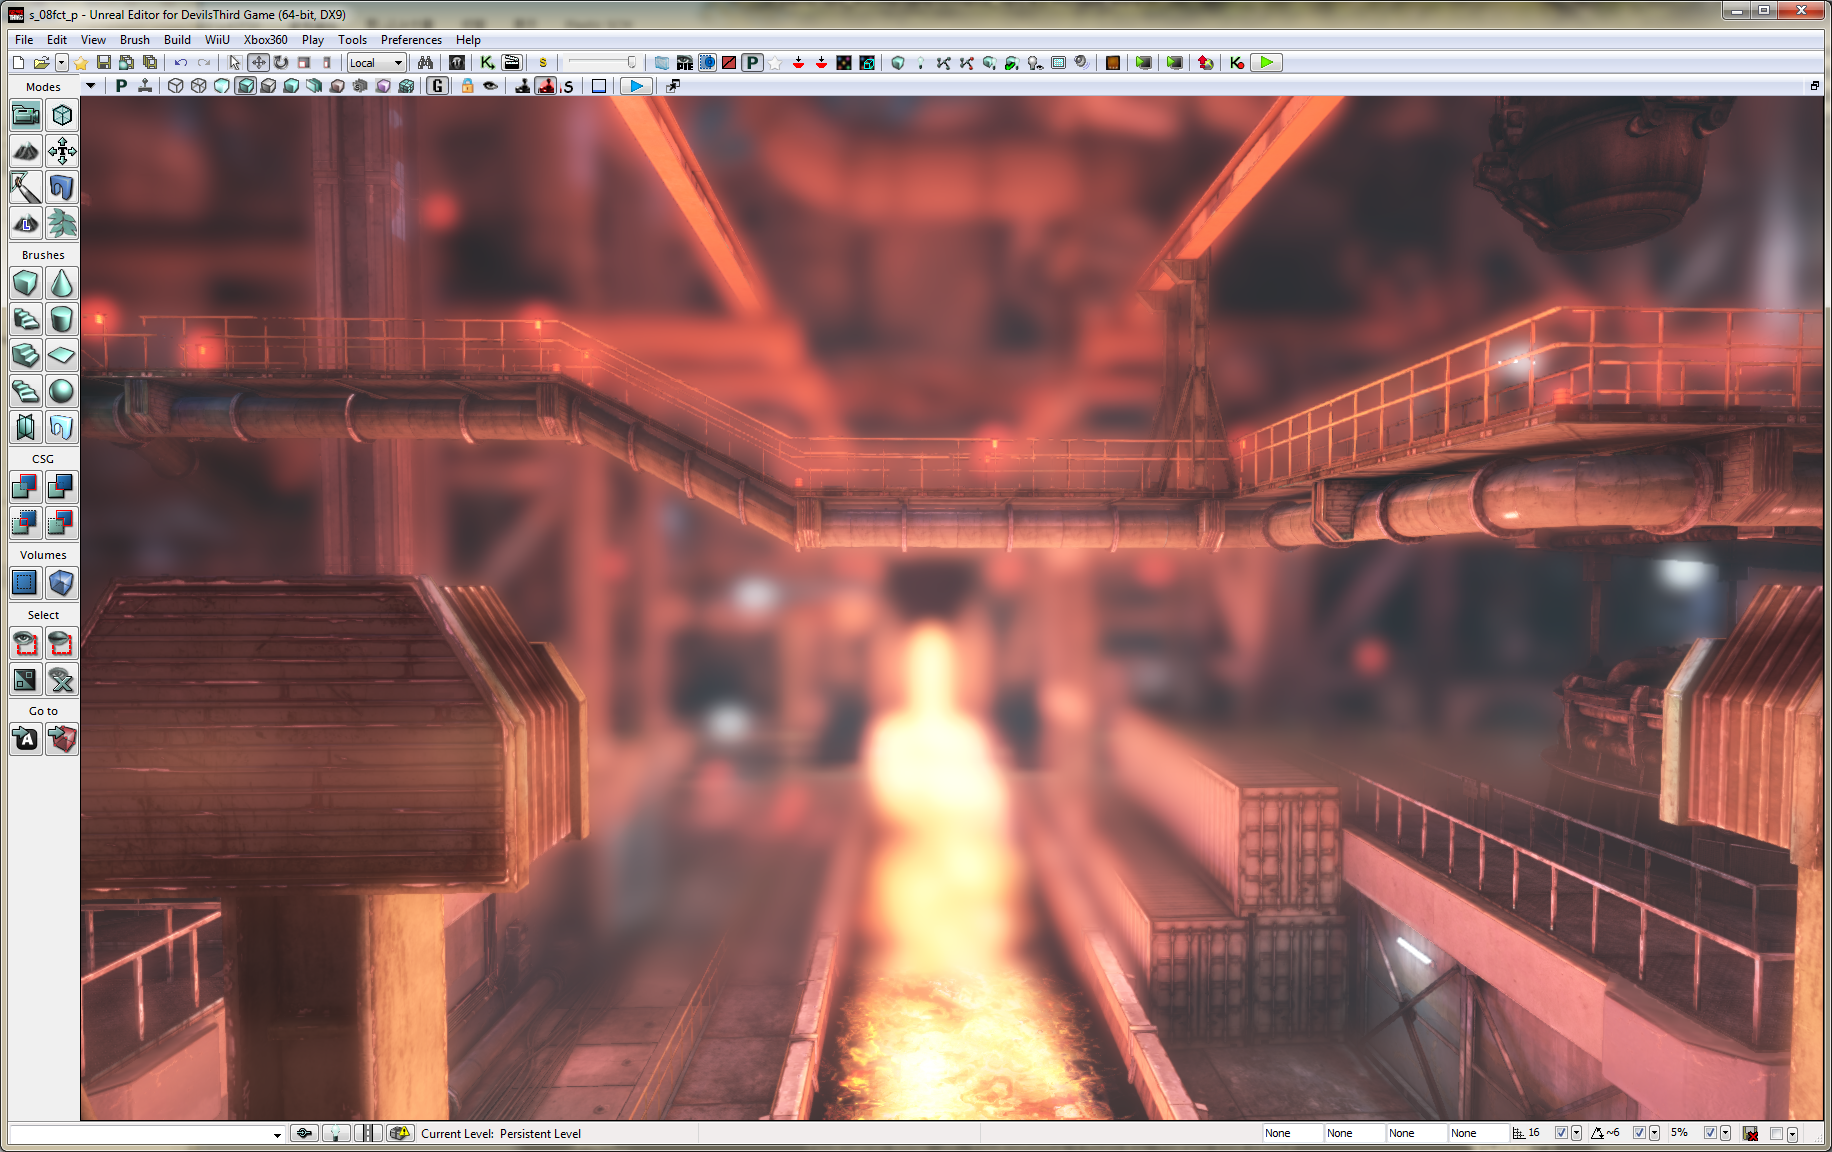 s_08fct_p - Unreal Editor for DevilsThird Game (64-bit, DX9)
File Edit View Brush Build WiiU Xbox360 Play Tools Preferences Help
Local
Modes
Brushes
CSG
Volumes
Select
Go to
Current Level: Persistent Level
None None None None 16 ~6 5%